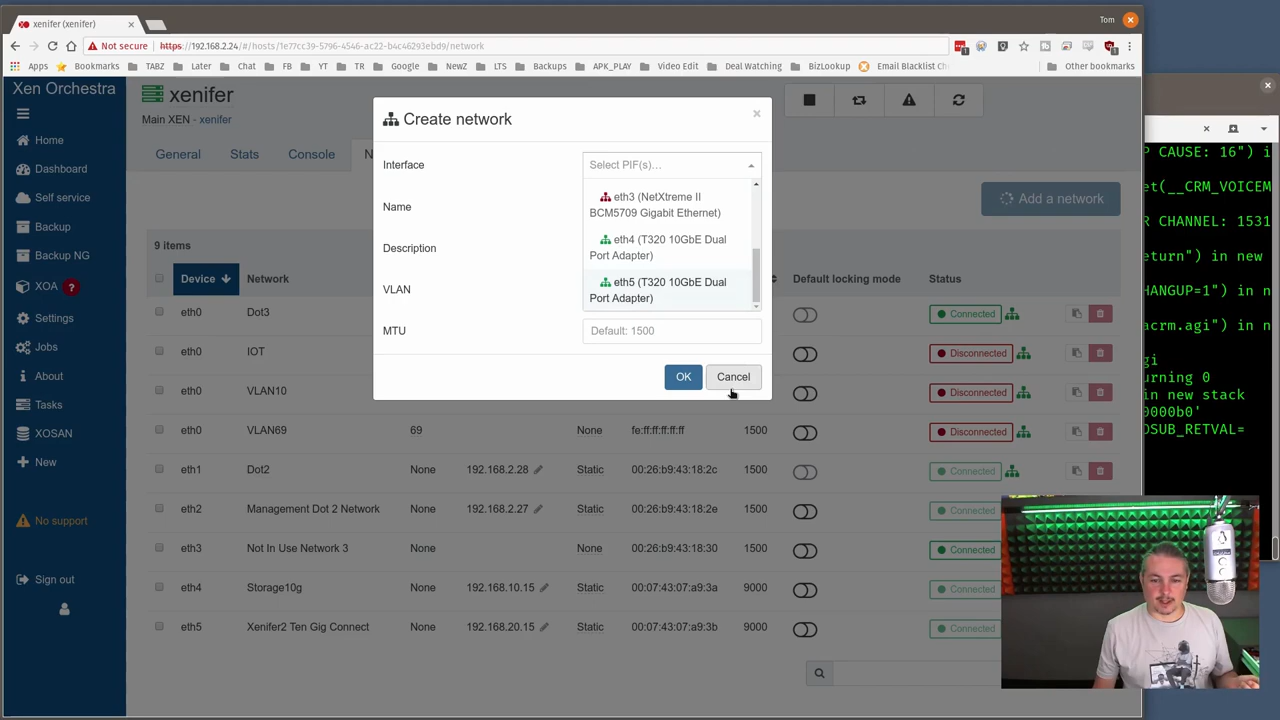 xenifer (xenifer)
Tom
Not secure
https://192.168.2.24/#/hosts/1e77cc39-5796-4546-ac22-b4c46293ebd9/network
Apps
Bookmarks
TABZ
Later
Chat
FB
YT
TR
Google
NewZ
LTS
Backups
APK_PLAY
Video Edit
Deal Watching
BizLookup
Email Blacklist Ch
Other bookmarks
Xen Orchestra
Home
Dashboard
Self service
Backup
Backup NG
XOA ?
Settings
Jobs
About
Tasks
XOSAN
New
No support
Sign out
xenifer
Main XEN - xenifer
General
Stats
Console
N
Add a network
9 items
Create network
×
Interface
Select PIF(s)...
eth3 (NetXtreme II
BCM5709 Gigabit Ethernet)
eth4 (T320 10GbE Dual
Port Adapter)
eth5 (T320 10GbE Dual
Port Adapter)
Name
Description
VLAN
MTU
Default: 1500
OK
Cancel
Device
Network
Default locking mode
Status
eth0 Dot3 Connected
eth0 IOT Disconnected
eth0 VLAN10 Disconnected
eth0 VLAN69 69 None fe:ff:ff:ff:ff:ff 1500 Disconnected
eth1 Dot2 None 192.168.2.28 Static 00:26:b9:43:18:2c 1500 Connected
eth2 Management Dot 2 Network None 192.168.2.27 Static 00:26:b9:43:18:2e 1500 Connected
eth3 Not In Use Network 3 None None 00:26:b9:43:18:30 1500 Connected
eth4 Storage10g None 192.168.10.15 Static 00:07:43:07:a9:3a 9000 Connected
eth5 Xenifer2 Ten Gig Connect None 192.168.20.15 Static 00:07:43:07:a9:3b 9000 Connected
P CAUSE: 16") i
et(__CRM_VOICEM
R CHANNEL: 1531
eturn") in new
HANGUP=1") in n
acrm.agi") in n
gi
urning 0
in new stack
0000b0'
OSUB_RETVAL=